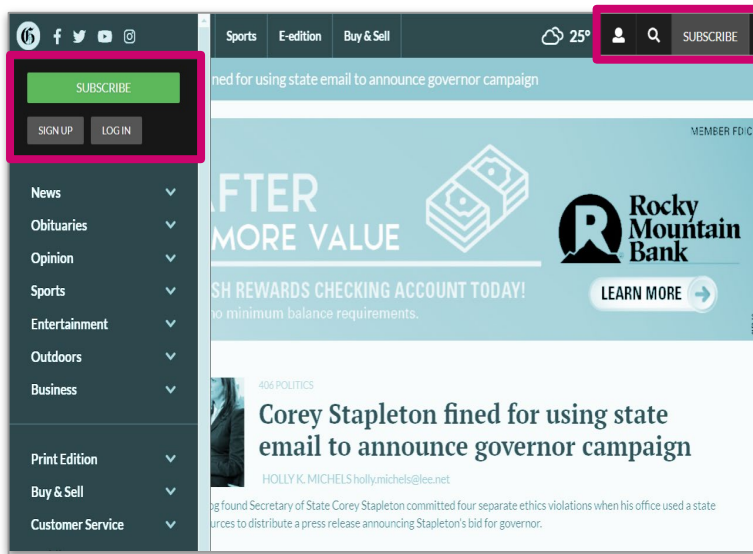 Sports E-edition Buy & Sell 25° SUBSCRIBE
SUBSCRIBE
SIGN UP LOG IN
News
Obituaries
Opinion
Sports
Entertainment
Outdoors
Business
Print Edition
Buy & Sell
Customer Service
ned for using state email to announce governor campaign
MEMBER FDIC
AFTER
MORE VALUE
SH REWARDS CHECKING ACCOUNT TODAY!
no minimum balance requirements.
R
Rocky
Mountain
Bank
LEARN MORE
406 POLITICS
Corey Stapleton fined for using state
email to announce governor campaign
HOLLY K. MICHELS holly.michels@lee.net
og found Secretary of State Corey Stapleton committed four separate ethics violations when his office used a state
urces to distribute a press release announcing Stapleton's bid for governor.